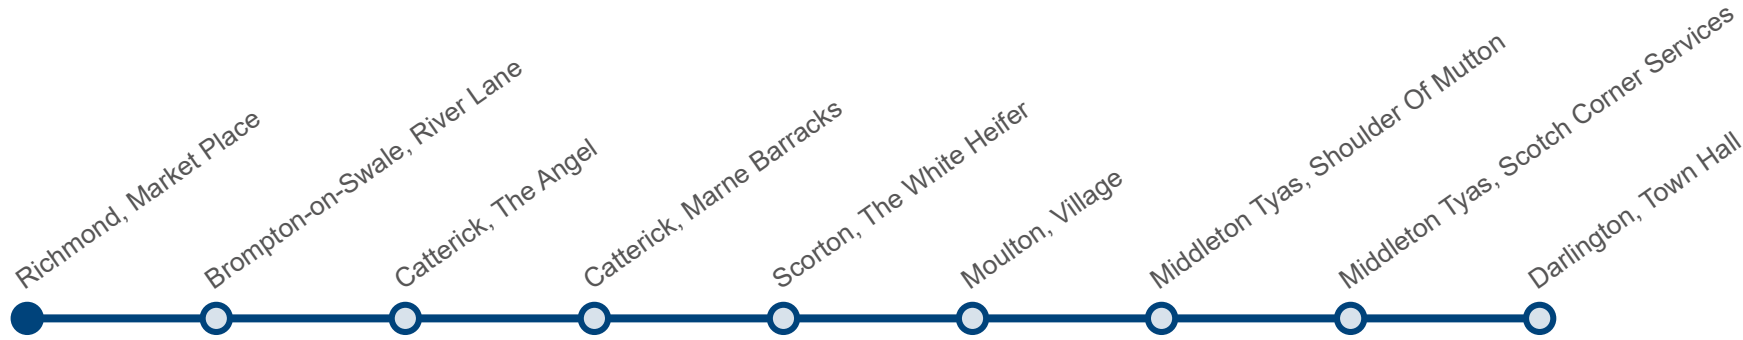 Richmond, Market Place
Brompton-on-Swale, River Lane
Catterick, The Angel
Catterick, Marne Barracks
Scorton, The White Heifer
Moulton, Village
Middleton Tyas, Shoulder Of Mutton
Middleton Tyas, Scotch Corner Services
Darlington, Town Hall